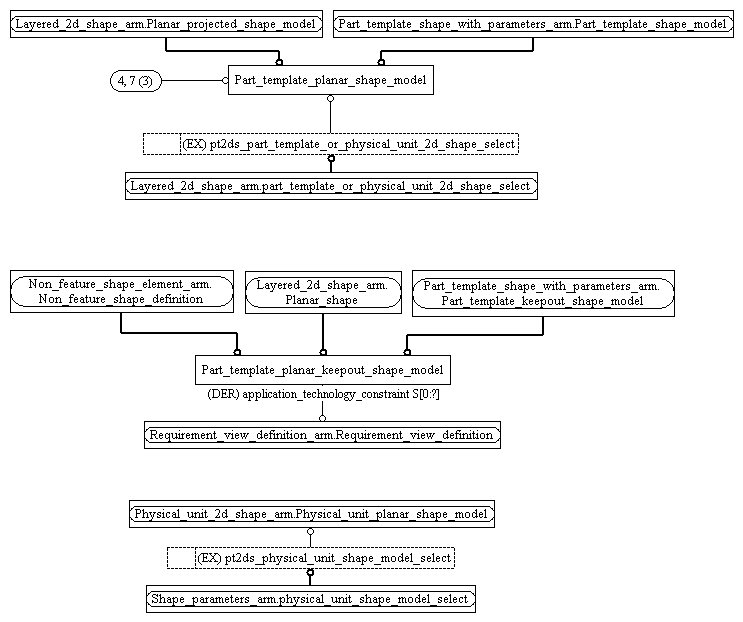 Layered_2d_shape_arm.Planar_projected_shape_model
Part_template_shape_with_parameters_arm.Part_template_shape_model
4, 7 (3)
Part_template_planar_shape_model
(EX) pt2ds_part_template_or_physical_unit_2d_shape_select
Layered_2d_shape_arm.part_template_or_physical_unit_2d_shape_select
Non_feature_shape_element_arm.
Non_feature_shape_definition
Layered_2d_shape_arm.
Planar_shape
Part_template_shape_with_parameters_arm.
Part_template_keepout_shape_model
Part_template_planar_keepout_shape_model
(DER) application_technology_constraint S[0:?]
Requirement_view_definition_arm.Requirement_view_definition
Physical_unit_2d_shape_arm.Physical_unit_planar_shape_model
(EX) pt2ds_physical_unit_shape_model_select
Shape_parameters_arm.physical_unit_shape_model_select